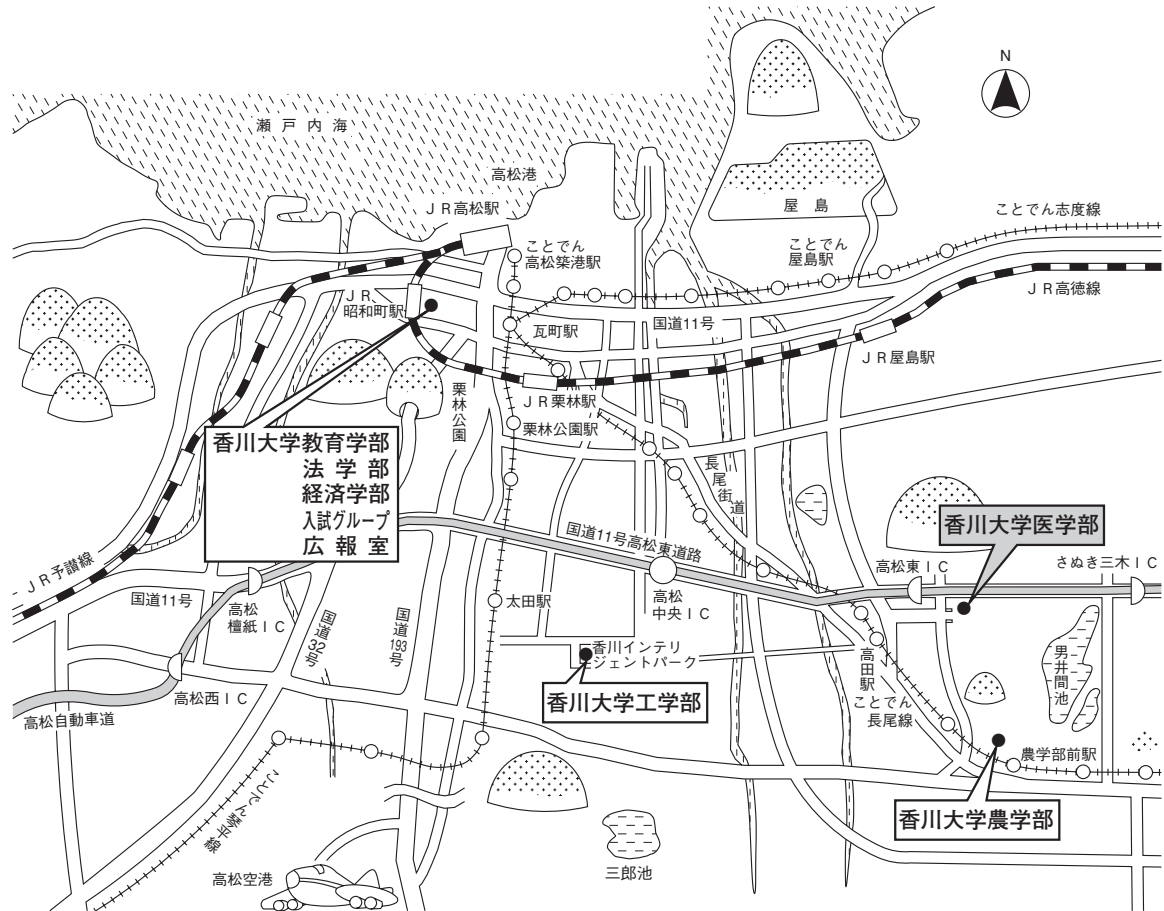 N
瀬戸内海
高松港
JR高松駅
屋島
ことでん志度線
ことでん
高松築港駅
ことでん
屋島駅
JR高徳線
JR
昭和町駅
瓦町駅
国道11号
JR屋島駅
栗林公園
JR栗林駅
栗林公園駅
香川大学教育学部
法学部
経済学部
入試グループ
広報室
長尾街道
国道11号高松東道路
香川大学医学部
高松東IC
さぬき三木IC
JR予讃線
国道11号
高松
檀紙IC
国道32号
国道193号
太田駅
高松
中央IC
香川インテリ
ジェントパーク
高田駅
男井間池
香川大学工学部
ことでん
長尾線
高松西IC
高松自動車道
農学部前駅
ことでん琴平線
香川大学農学部
三郎池
高松空港